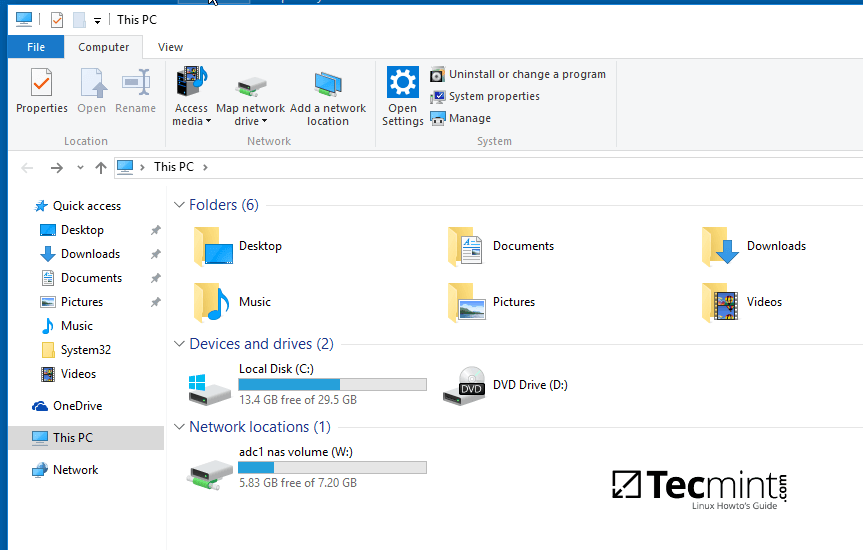 This PC
File Computer View
Properties Open Rename Access media Map network drive Add a network location Open Settings Uninstall or change a program
System properties
Manage
Location Network System
This PC
Quick access
Desktop
Downloads
Documents
Pictures
Music
System32
Videos
OneDrive
This PC
Network
Folders (6)
Desktop Documents Downloads
Music Pictures Videos
Devices and drives (2)
Local Disk (C:)
13.4 GB free of 29.5 GB
DVD DVD Drive (D:)
Network locations (1)
adc1 nas volume (W:)
5.83 GB free of 7.20 GB
Tecmint.com
Linux Howto's Guide